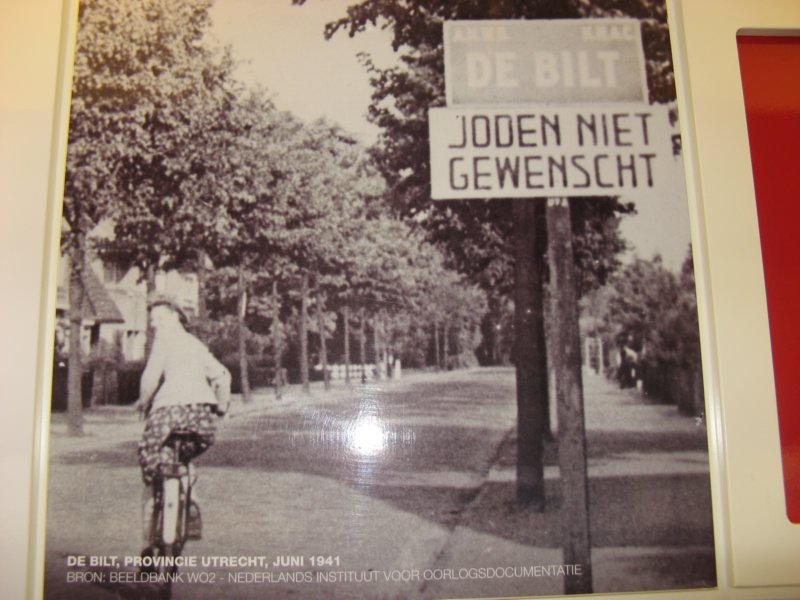 A.N.W.B. K.N.A.C.
DE BILT
JODEN NIET
GEWENSCHT
DE BILT, PROVINCIE UTRECHT, JUNI 1941
BRON: BEELDBANK WO2 - NEDERLANDS INSTITUUT VOOR OORLOGSDOCUMENTATIE